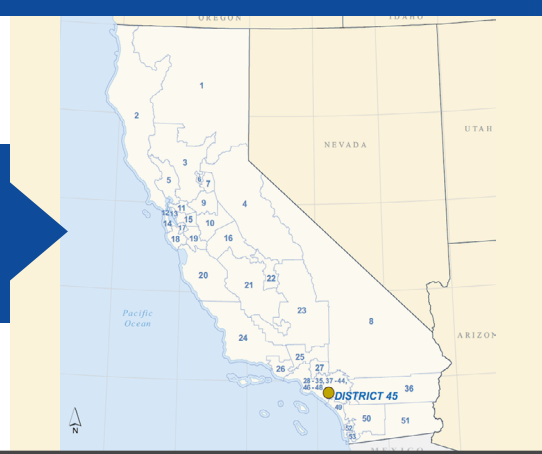 OREGON
IDAHO
1
2
UTAH
NEVADA
3
5
6
7
4
9
11
12
13
10
14
15
17
18
19
16
20
22
21
23
8
Pacific
Ocean
24
ARIZON
25
26
27
28 - 35, 37 - 44,
46 - 48
36
DISTRICT 45
49
50
51
52
53
N
MEXICO